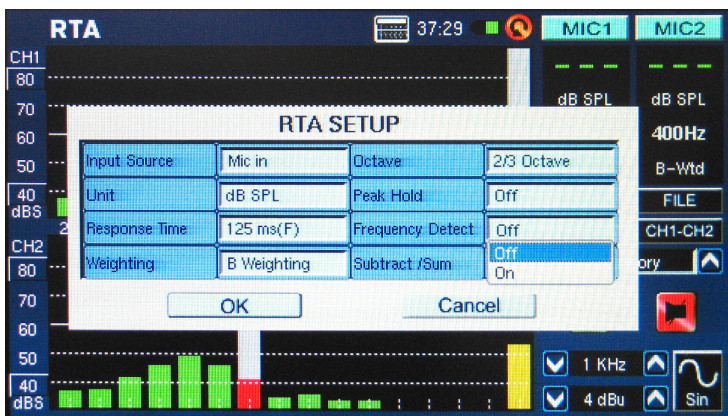 RTA
37:29
MIC1
MIC2
CH1
80
70
60
50
40
dBS
dB SPL
dB SPL
400Hz
B-Wtd
FILE
CH1-CH2
ory
RTA SETUP
Input Source
Mic in
Octave
2/3 Octave
Unit
dB SPL
Peak Hold
Off
Response Time
125 ms(F)
Frequency Detect
Off
Off
On
Weighting
B Weighting
Subtract /Sum
OK
Cancel
2
CH2
80
70
60
50
40
dBS
1 KHz
4 dBu
Sin